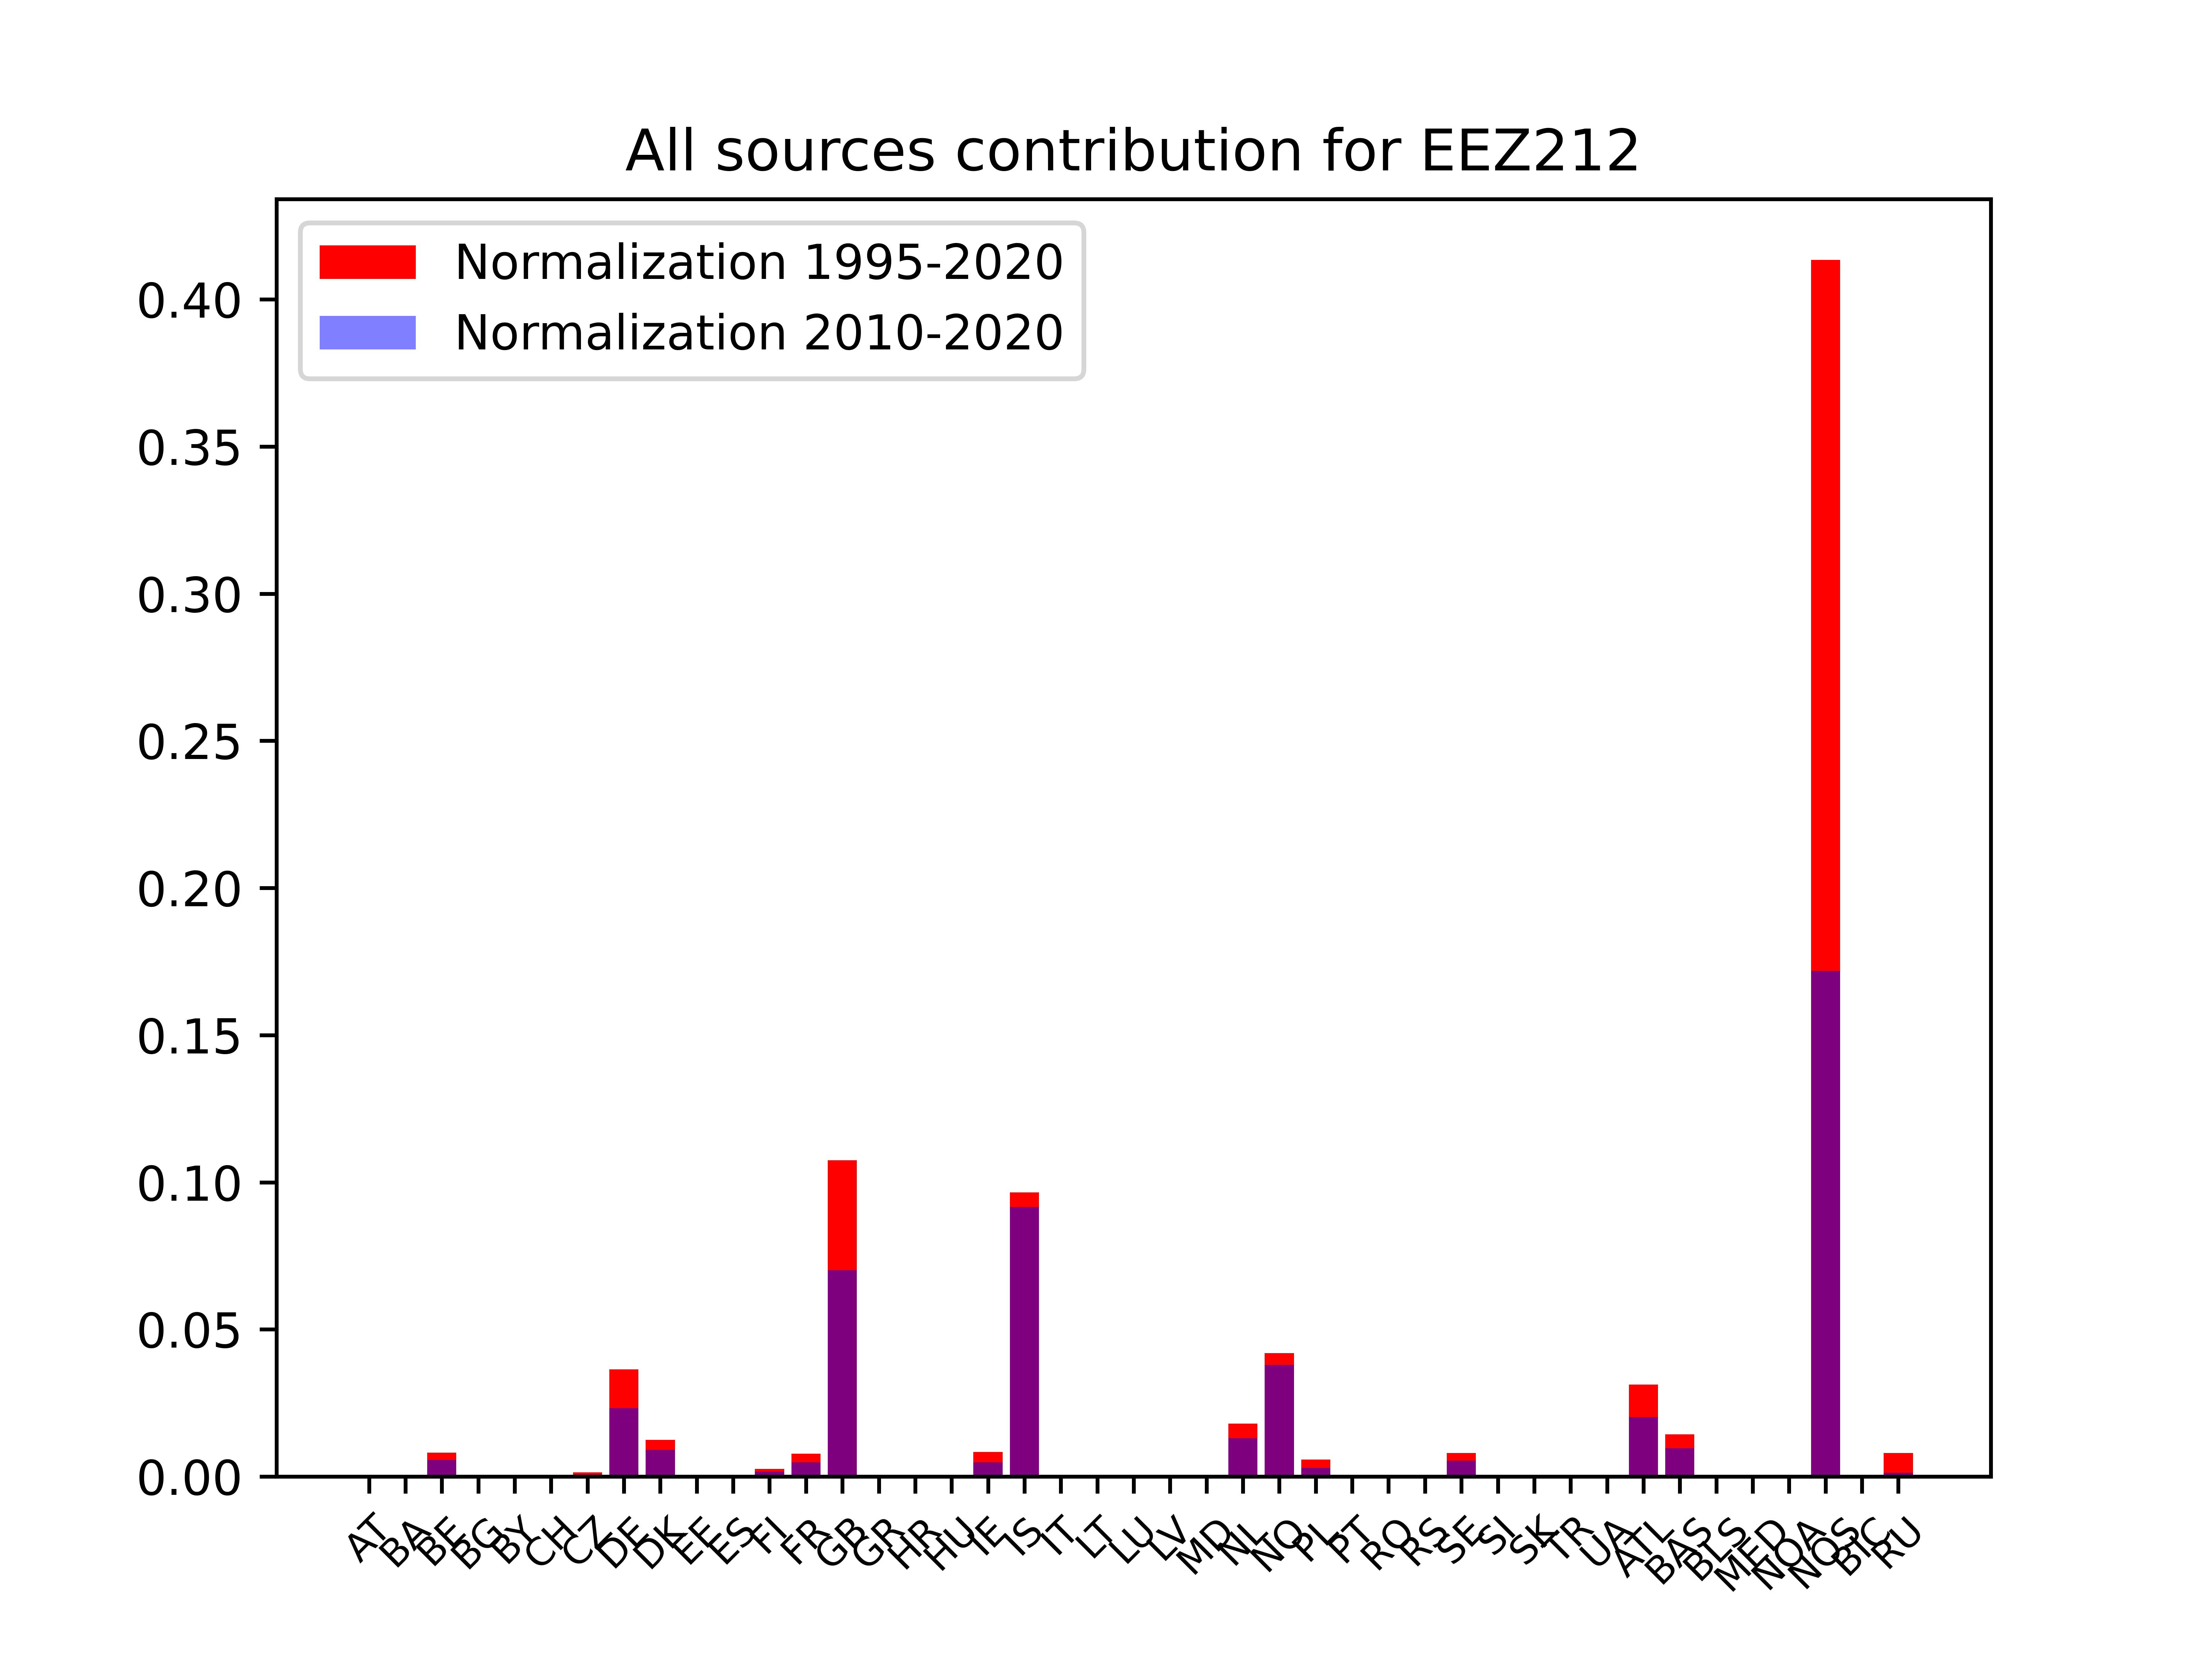 All sources contribution for EEZ212
Normalization 1995-2020
Normalization 2010-2020
0.40
0.35
0.30
0.25
0.20
0.15
0.10
0.05
0.00
AT BA BE BG BY CH CZ DE DK EE ES FI FR GB GR HR HU IE IS IT LT LU LV MD NL NO PL PT RO RS SE SI SK TR UA ATL BAS BLS MED NOA NOS BIC RU